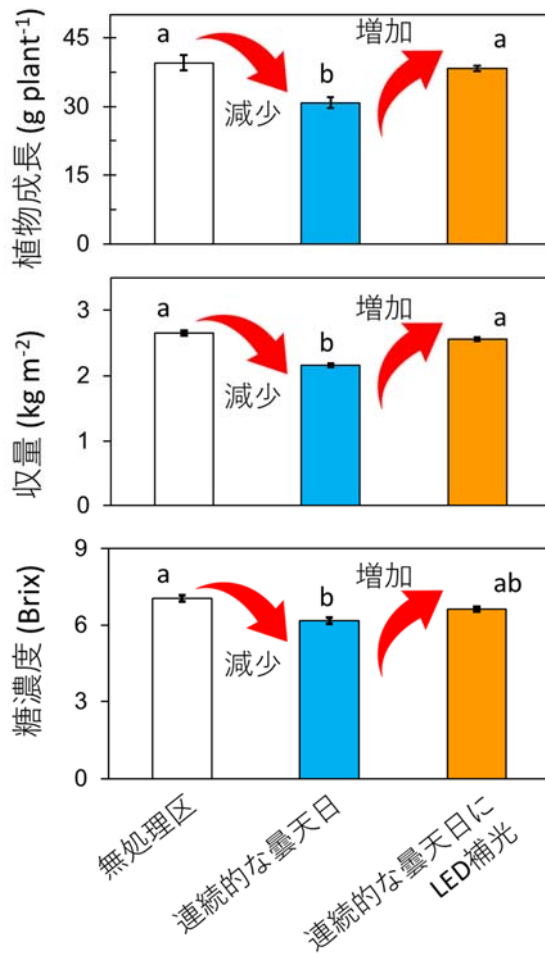 植物成長 (g plant⁻¹)
45
30
15
0
a
減少
b
増加
a
収量 (kg m⁻²)
3
2
1
0
a
減少
b
増加
a
糖濃度 (Brix)
9
6
3
0
a
減少
b
増加
ab
無処理区
連続的な曇天日
連続的な曇天日に
LED補光